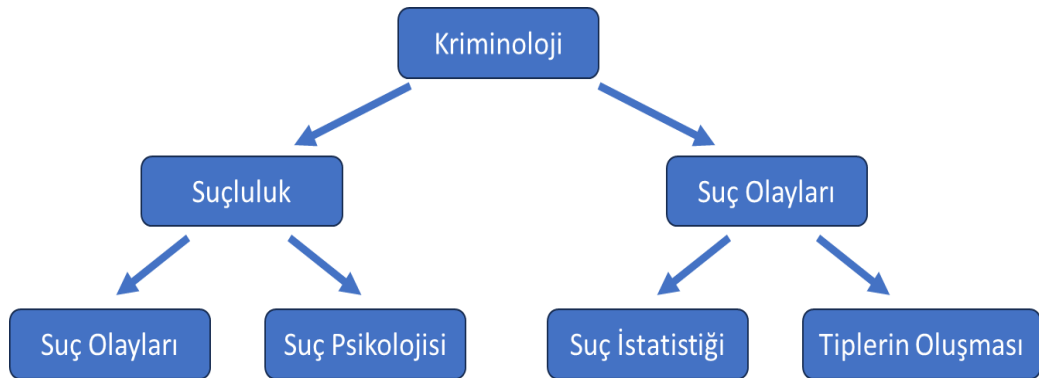 Kriminoloji
Suçluluk
Suç Olayları
Suç Olayları
Suç Psikolojisi
Suç İstatistiği
Tiplerin Oluşması